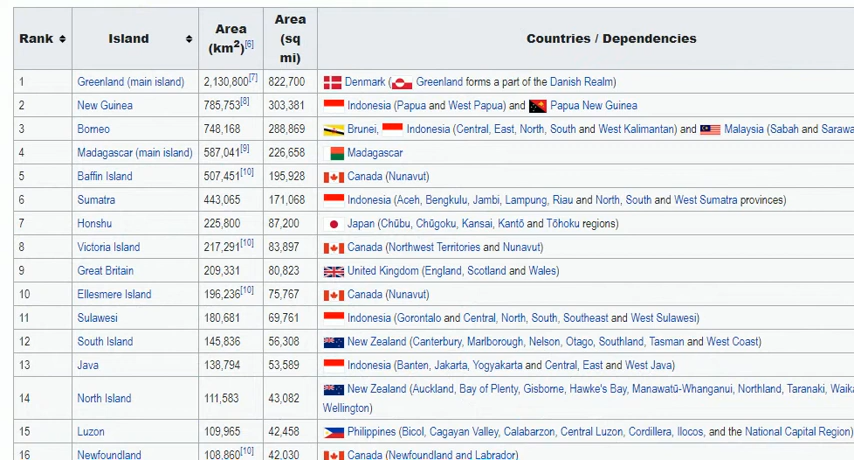 Rank Island Area (km²)[6] Area (sq mi) Countries / Dependencies
1 Greenland (main island) 2,130,800[7] 822,700 Denmark ( Greenland forms a part of the Danish Realm)
2 New Guinea 785,753[8] 303,381 Indonesia (Papua and West Papua) and Papua New Guinea
3 Borneo 748,168 288,869 Brunei, Indonesia (Central, East, North, South and West Kalimantan) and Malaysia (Sabah and Sarawa
4 Madagascar (main island) 587,041[9] 226,658 Madagascar
5 Baffin Island 507,451[10] 195,928 Canada (Nunavut)
6 Sumatra 443,065 171,068 Indonesia (Aceh, Bengkulu, Jambi, Lampung, Riau and North, South and West Sumatra provinces)
7 Honshu 225,800 87,200 Japan (Chūbu, Chūgoku, Kansai, Kantō and Tōhoku regions)
8 Victoria Island 217,291[10] 83,897 Canada (Northwest Territories and Nunavut)
9 Great Britain 209,331 80,823 United Kingdom (England, Scotland and Wales)
10 Ellesmere Island 196,236[10] 75,767 Canada (Nunavut)
11 Sulawesi 180,681 69,761 Indonesia (Gorontalo and Central, North, South, Southeast and West Sulawesi)
12 South Island 145,836 56,308 New Zealand (Canterbury, Marlborough, Nelson, Otago, Southland, Tasman and West Coast)
13 Java 138,794 53,589 Indonesia (Banten, Jakarta, Yogyakarta and Central, East and West Java)
14 North Island 111,583 43,082 New Zealand (Auckland, Bay of Plenty, Gisborne, Hawke's Bay, Manawatū-Whanganui, Northland, Taranaki, Waika
Wellington)
15 Luzon 109,965 42,458 Philippines (Bicol, Cagayan Valley, Calabarzon, Central Luzon, Cordillera, Ilocos, and the National Capital Region)
16 Newfoundland 108,860[10] 42,030 Canada (Newfoundland and Labrador)